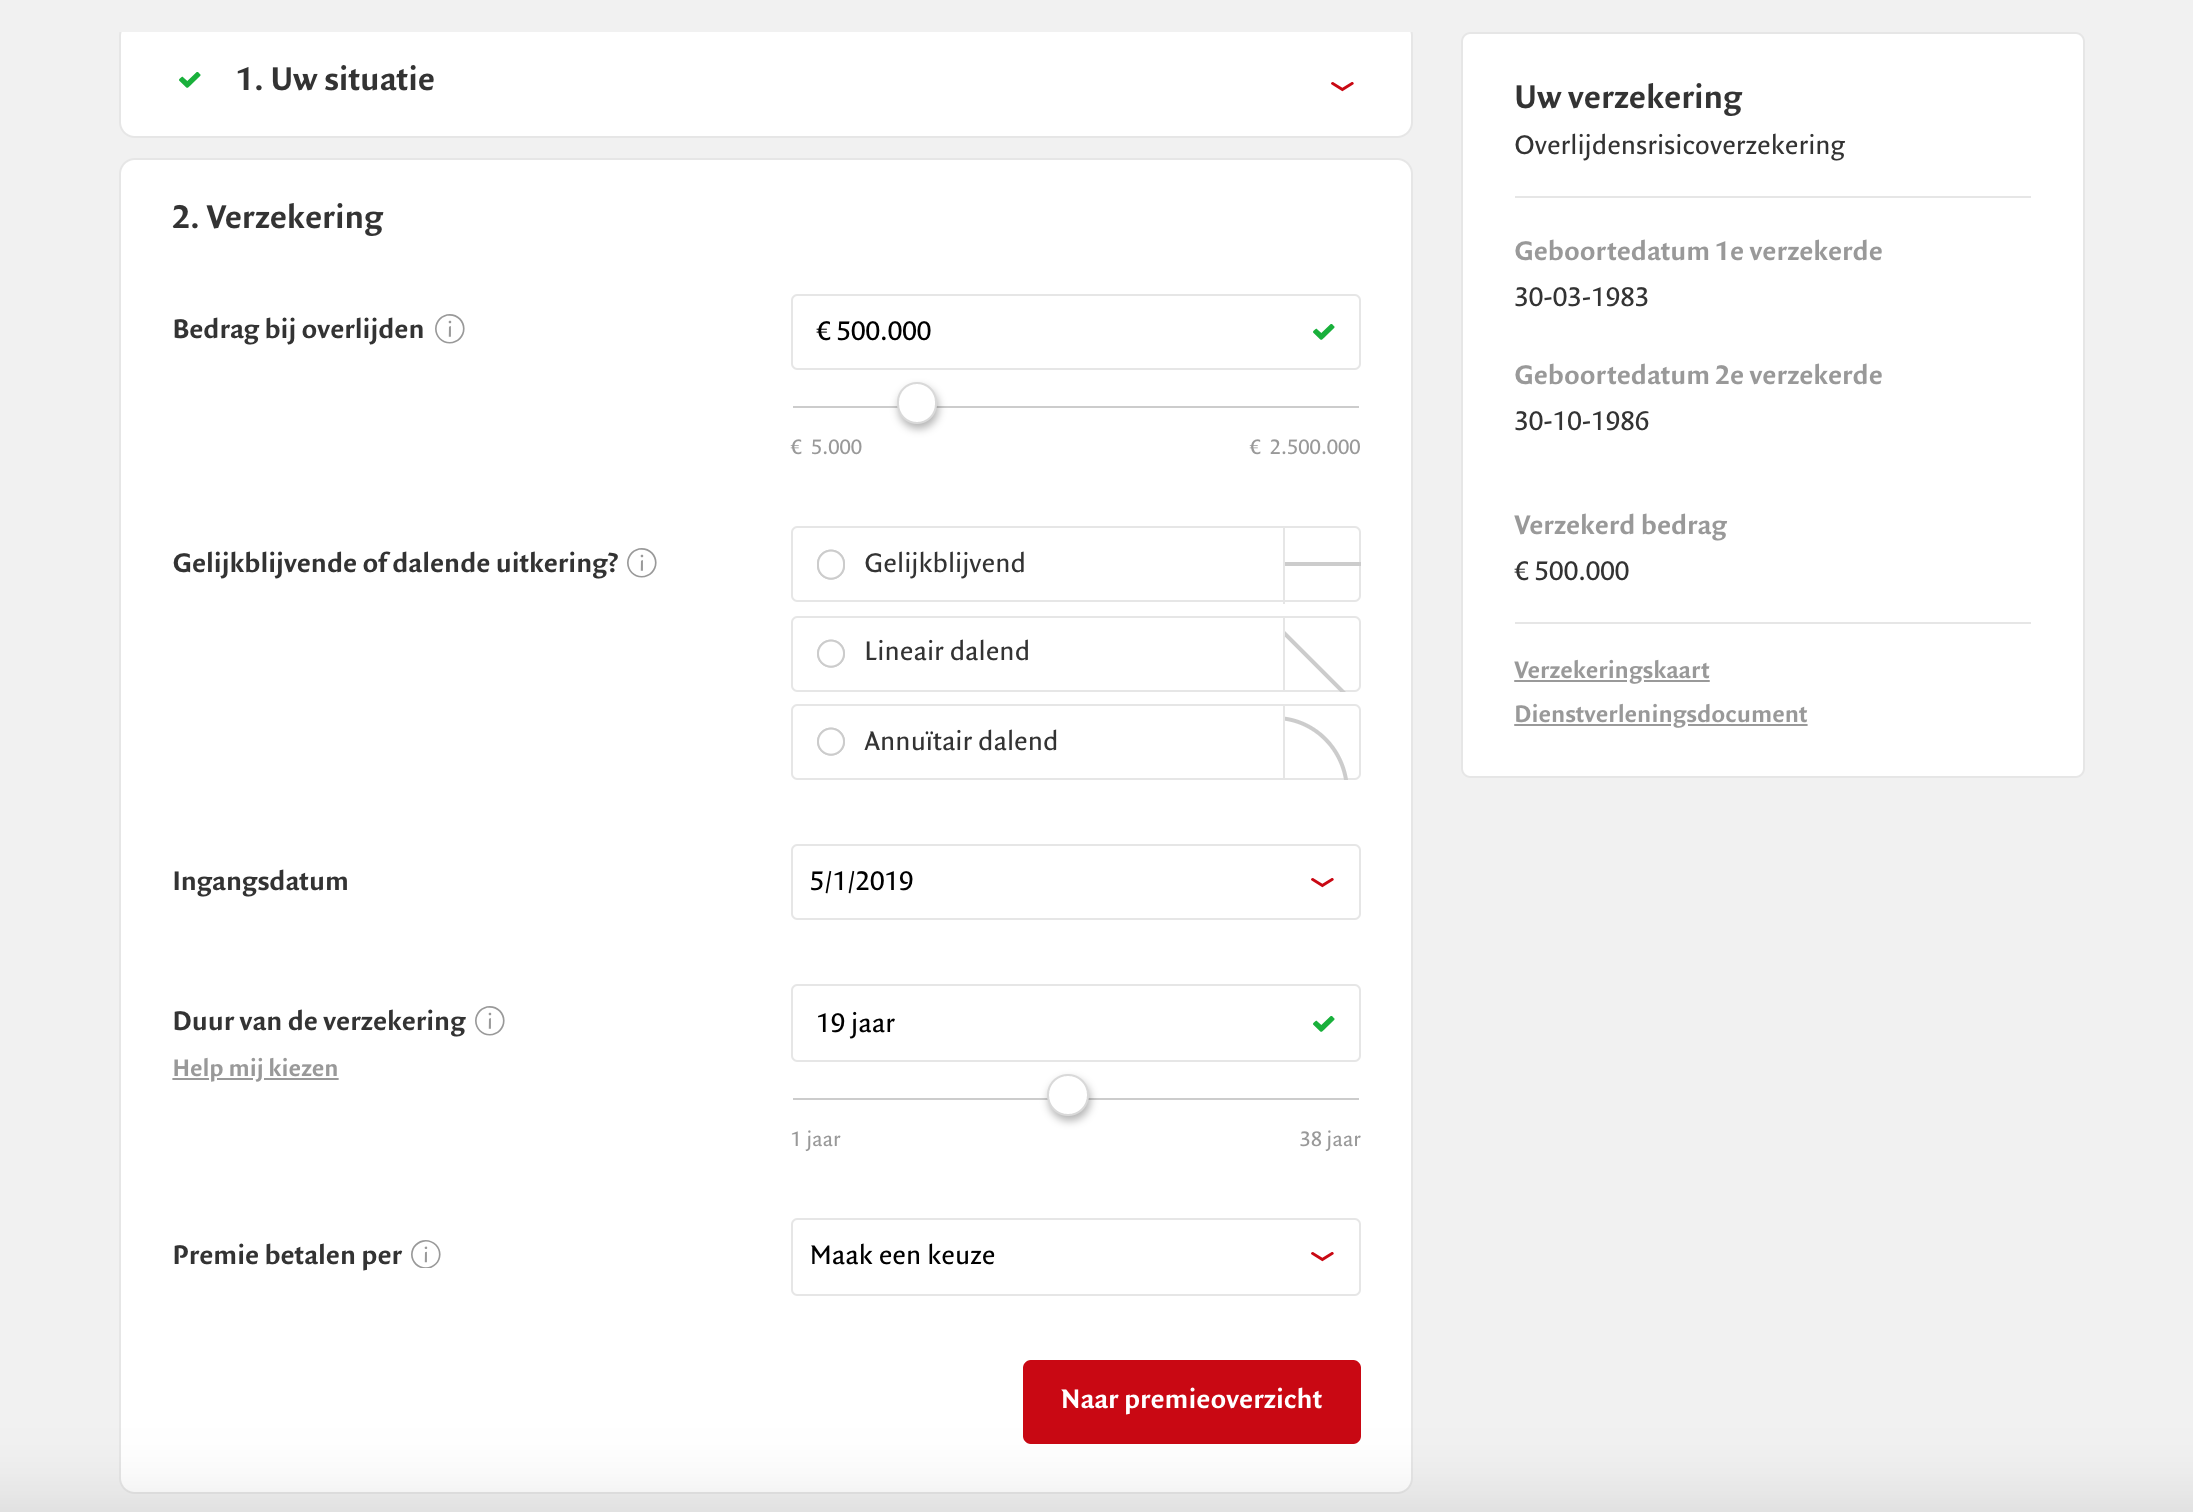 1. Uw situatie
2. Verzekering
Bedrag bij overlijden
€ 500.000
€ 5.000
€ 2.500.000
Gelijkblijvende of dalende uitkering?
Gelijkblijvend
Lineair dalend
Annuïtair dalend
Ingangsdatum
5/1/2019
Duur van de verzekering
Help mij kiezen
19 jaar
1 jaar
38 jaar
Premie betalen per
Maak een keuze
Naar premieoverzicht
Uw verzekering
Overlijdensrisicoverzekering
Geboortedatum 1e verzekerde
30-03-1983
Geboortedatum 2e verzekerde
30-10-1986
Verzekerd bedrag
€ 500.000
Verzekeringskaart
Dienstverleningsdocument